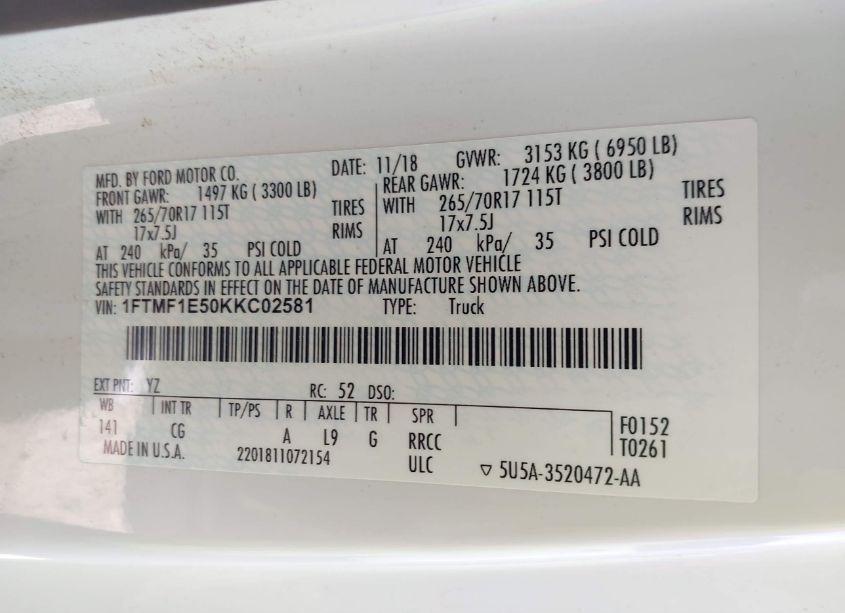 MFD. BY FORD MOTOR CO. DATE: 11/18 GVWR: 3153 KG ( 6950 LB)
FRONT GAWR: 1497 KG ( 3300 LB) REAR GAWR: 1724 KG ( 3800 LB)
WITH 265/70R17 115T TIRES WITH 265/70R17 115T TIRES
17x7.5J RIMS 17x7.5J RIMS
AT 240 kPa/ 35 PSI COLD AT 240 kPa/ 35 PSI COLD
THIS VEHICLE CONFORMS TO ALL APPLICABLE FEDERAL MOTOR VEHICLE
SAFETY STANDARDS IN EFFECT ON THE DATE OF MANUFACTURE SHOWN ABOVE.
VIN: 1FTMF1E50KKC02581 TYPE: Truck
EXT PNT: YZ RC: 52 DSO:
WB INT TR TP/PS R AXLE TR SPR F0152
141 CG A L9 G RRCC T0261
MADE IN U.S.A. 2201811072154 ULC ▽ 5U5A-3520472-AA